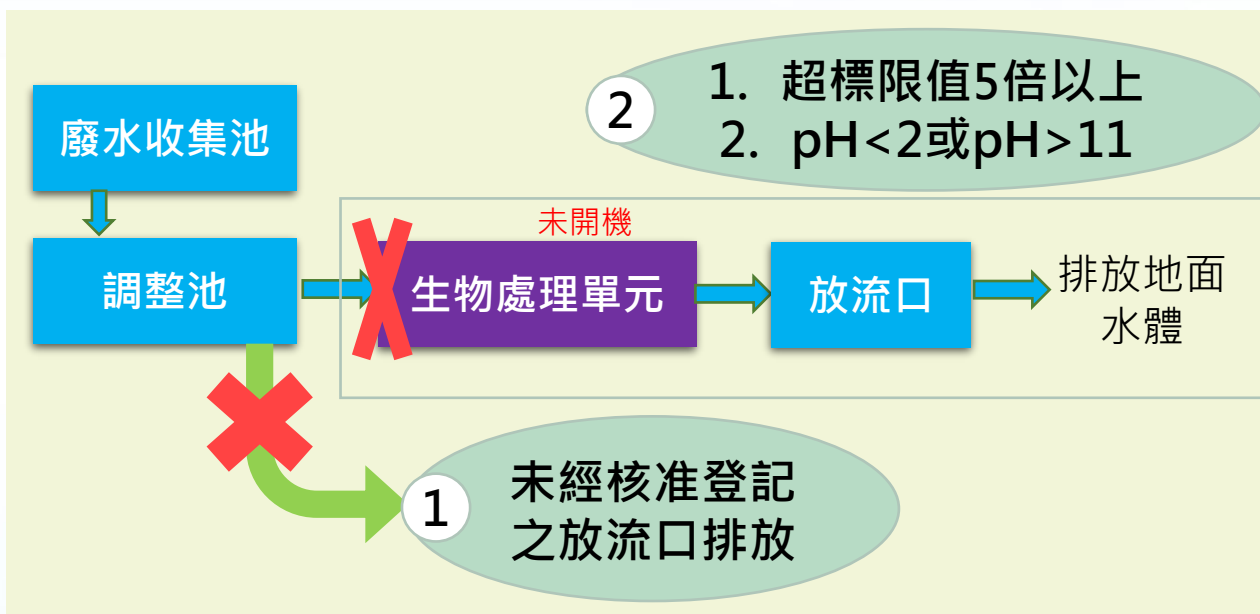 廢水收集池
調整池
未開機
生物處理單元
放流口
排放地面
水體
2
1. 超標限值5倍以上
2. pH<2或pH>11
1
未經核准登記
之放流口排放